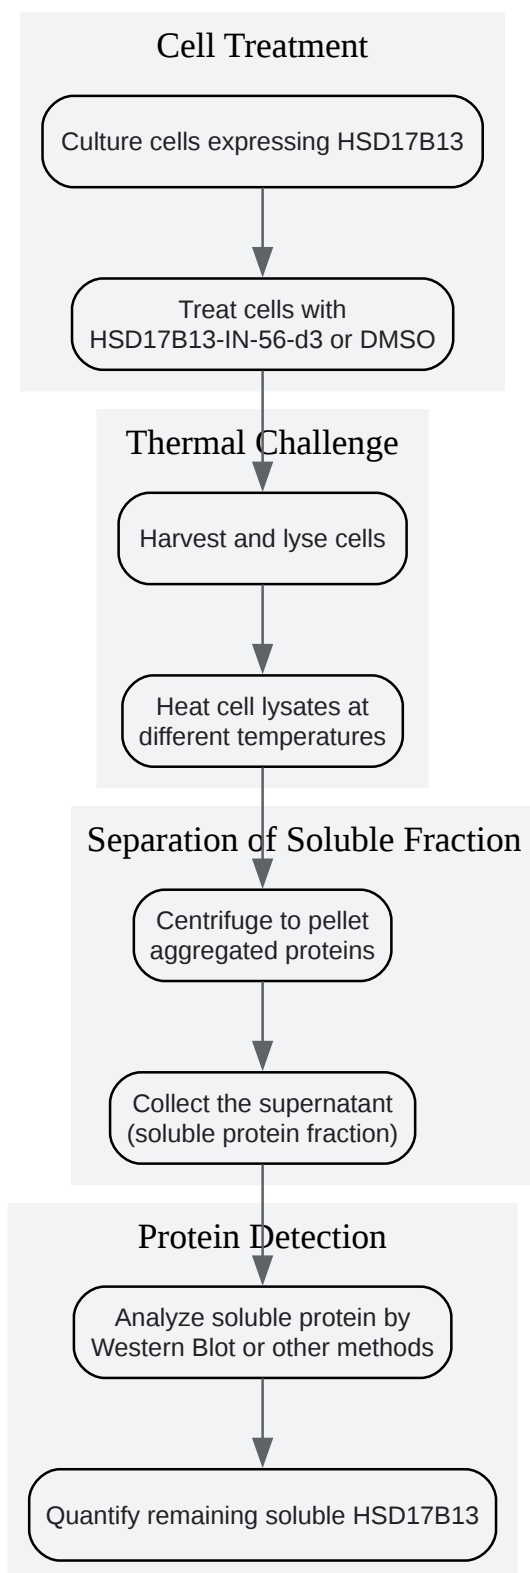 Cell Treatment
Culture cells expressing HSD17B13
Treat cells with
HSD17B13-IN-56-d3 or DMSO
Thermal Challenge
Harvest and lyse cells
Heat cell lysates at
different temperatures
Separation of Soluble Fraction
Centrifuge to pellet
aggregated proteins
Collect the supernatant
(soluble protein fraction)
Protein Detection
Analyze soluble protein by
Western Blot or other methods
Quantify remaining soluble HSD17B13